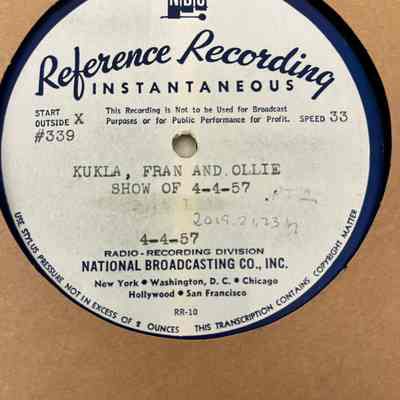 NBC
Reference Recording
INSTANTANEOUS
START
OUTSIDE X
#339
This Recording is Not to be Used for Broadcast
Purposes or for Public Performance for Profit.
SPEED 33
KUKLA, FRAN AND OLLIE
SHOW OF 4-4-57
4-4-57
RADIO-RECORDING DIVISION
NATIONAL BROADCASTING CO., INC.
New York • Washington, D. C. • Chicago
Hollywood • San Francisco
RR-10
USE STYLUS PRESSURE NOT IN EXCESS OF 2 OUNCES
THIS TRANSCRIPTION CONTAINS COPYRIGHT MATTER